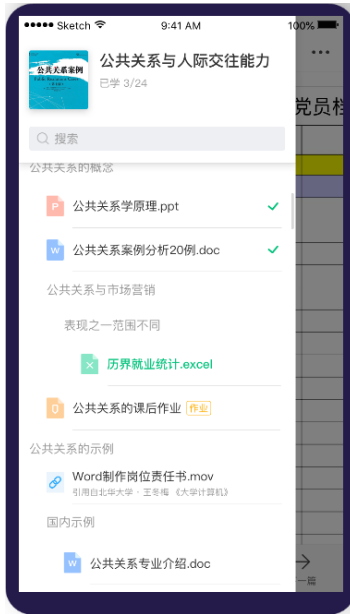 Sketch 9:41 AM 100%
公共关系案例
公共关系与人际交往能力
已学 3/24
党员档
搜索
公共关系的概念
P 公共关系学原理.ppt
W 公共关系案例分析20例.doc
公共关系与市场营销
表现之一范围不同
历界就业统计.excel
公共关系的课后作业 作业
公共关系的示例
Word制作岗位责任书.mov
引用自北华大学 · 王冬梅 《大学计算机》
国内示例
W 公共关系专业介绍.doc
一篇